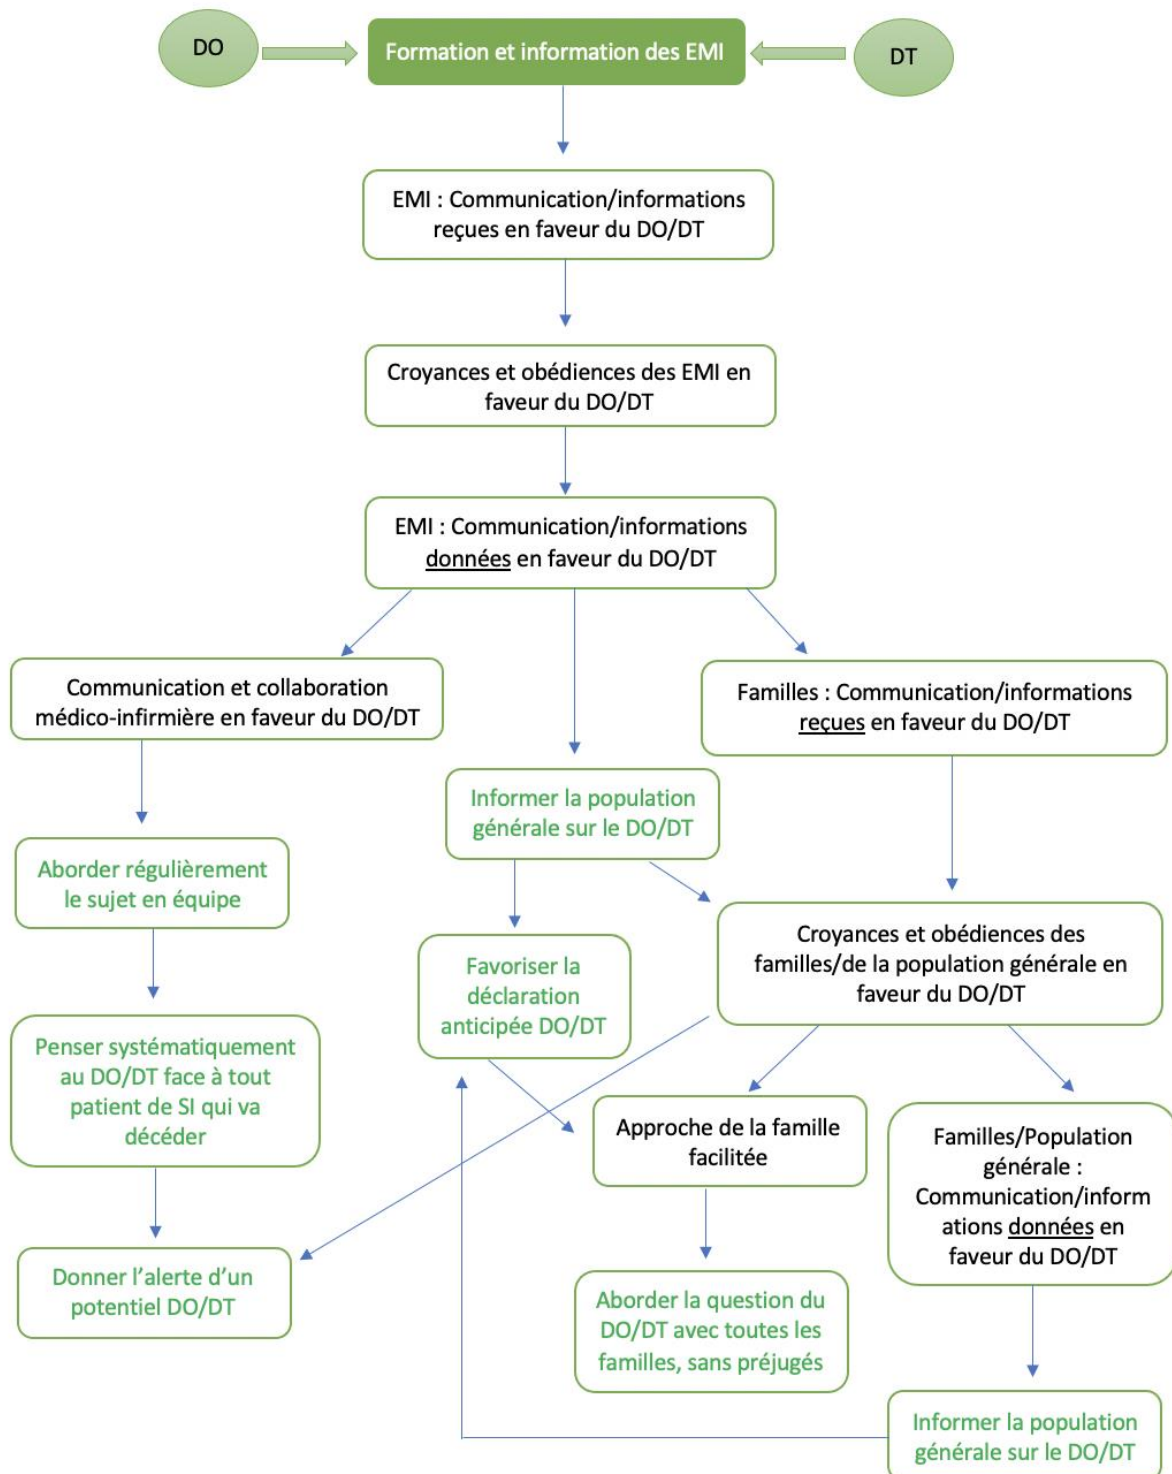 DO
Formation et information des EMI
DT
EMI : Communication/informations
reçues en faveur du DO/DT
Croyances et obédiences des EMI en
faveur du DO/DT
EMI : Communication/informations
données en faveur du DO/DT
Communication et collaboration
médico-infirmière en faveur du DO/DT
Familles : Communication/informations
reçues en faveur du DO/DT
Informer la population
générale sur le DO/DT
Aborder régulièrement
le sujet en équipe
Croyances et obédiences des
familles/de la population générale en
faveur du DO/DT
Favoriser la
déclaration
anticipée DO/DT
Penser systématiquement
au DO/DT face à tout
patient de SI qui va
décéder
Approche de la famille
facilitée
Familles/Population
générale :
Communication/inform
ations données en
faveur du DO/DT
Donner l’alerte d’un
potentiel DO/DT
Aborder la question du
DO/DT avec toutes les
familles, sans préjugés
Informer la population
générale sur le DO/DT